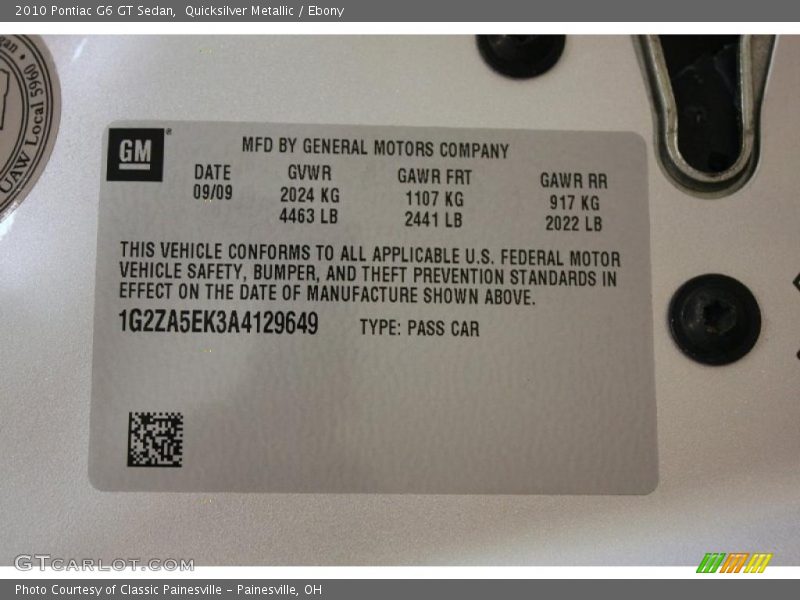 2010 Pontiac G6 GT Sedan,  Quicksilver Metallic / Ebony
UAW Local 5960
GM
®
MFD BY GENERAL MOTORS COMPANY
DATE GVWR GAWR FRT GAWR RR
09/09 2024 KG 1107 KG 917 KG
4463 LB 2441 LB 2022 LB
THIS VEHICLE CONFORMS TO ALL APPLICABLE U.S. FEDERAL MOTOR
VEHICLE SAFETY, BUMPER, AND THEFT PREVENTION STANDARDS IN
EFFECT ON THE DATE OF MANUFACTURE SHOWN ABOVE.
1G2ZA5EK3A4129649 TYPE: PASS CAR
GTCARLOT.COM
Photo Courtesy of Classic Painesville - Painesville, OH